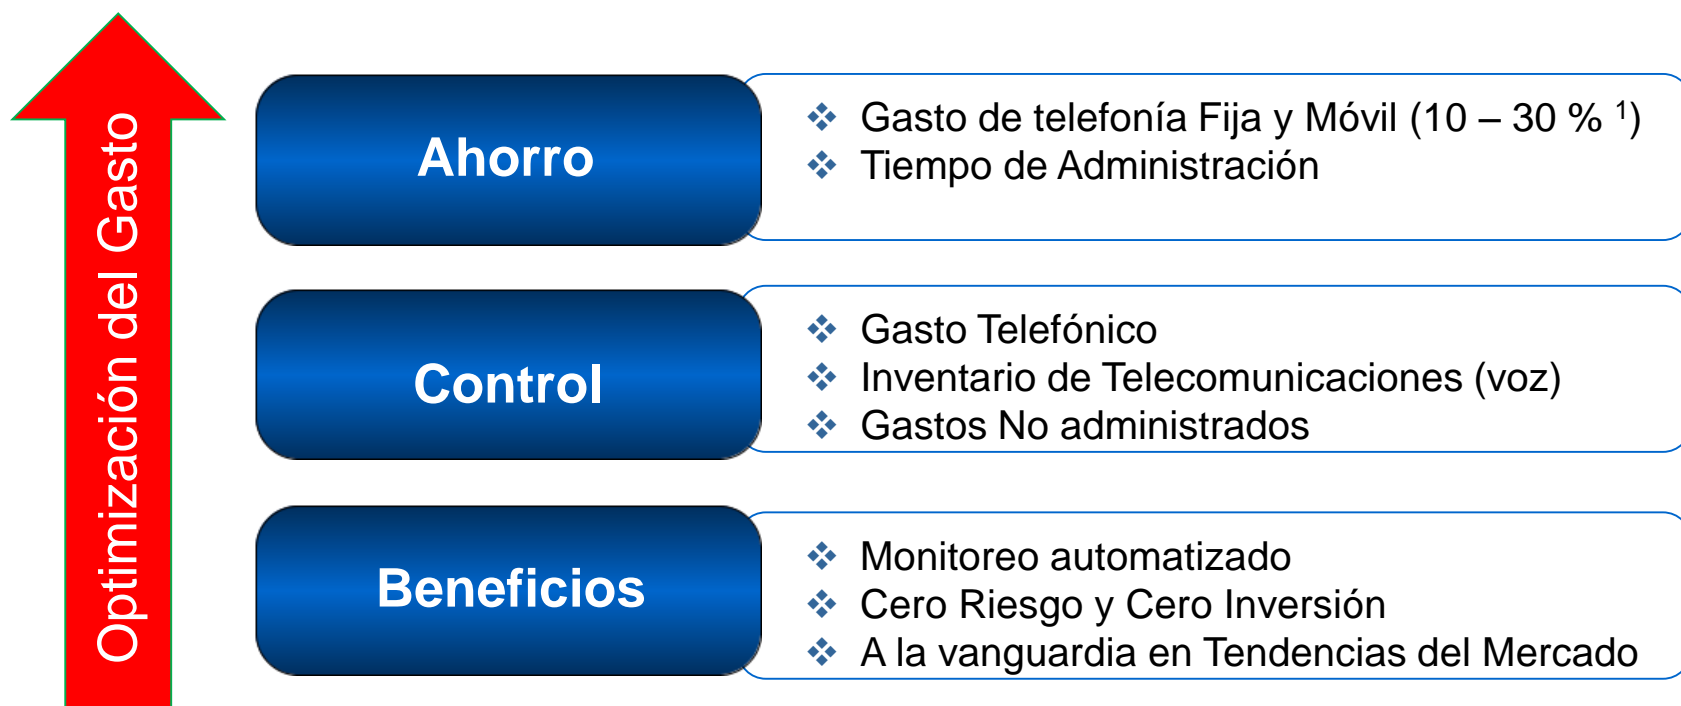 Optimización del Gasto
Ahorro
❖ Gasto de telefonía Fija y Móvil (10 – 30 % ¹)
❖ Tiempo de Administración
Control
❖ Gasto Telefónico
❖ Inventario de Telecomunicaciones (voz)
❖ Gastos No administrados
Beneficios
❖ Monitoreo automatizado
❖ Cero Riesgo y Cero Inversión
❖ A la vanguardia en Tendencias del Mercado